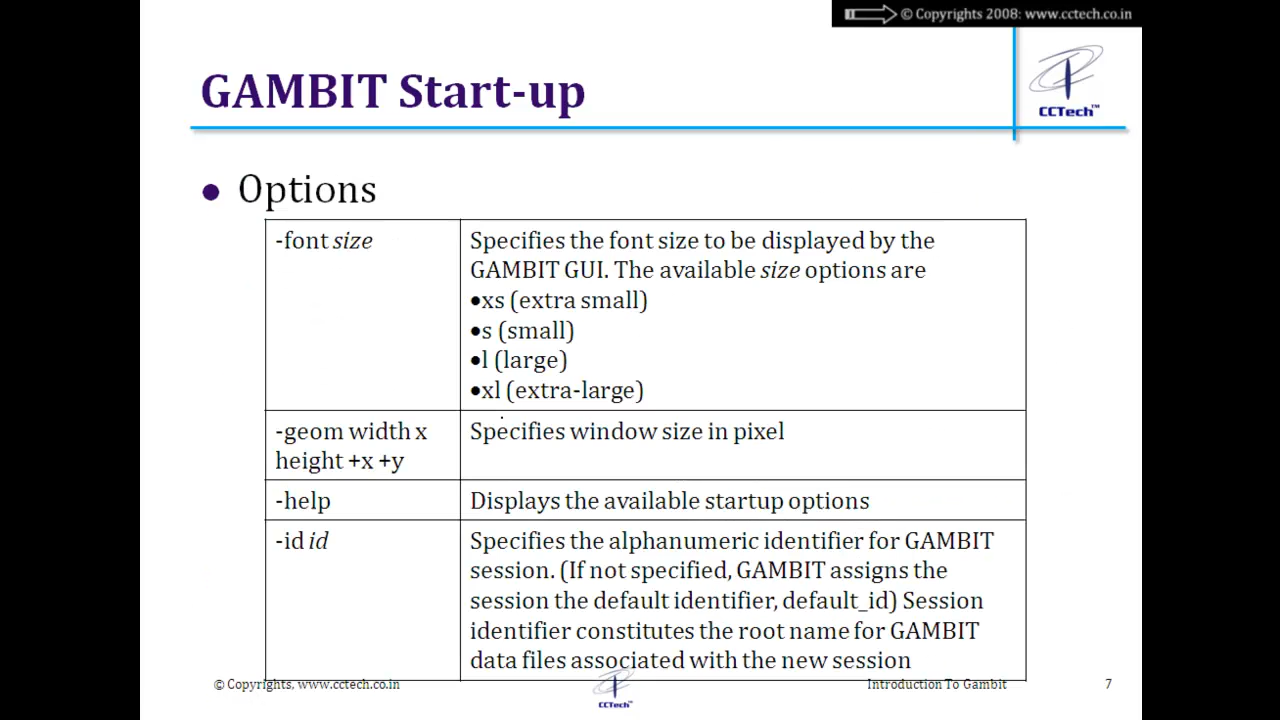 © Copyrights 2008: www.cctech.co.in
GAMBIT Start-up
CCTech™
Options
-font size
Specifies the font size to be displayed by the
GAMBIT GUI. The available size options are
•xs (extra small)
•s (small)
•l (large)
•xl (extra-large)
-geom width x
height +x +y
Specifies window size in pixel
-help
Displays the available startup options
-id id
Specifies the alphanumeric identifier for GAMBIT
session. (If not specified, GAMBIT assigns the
session the default identifier, default_id) Session
identifier constitutes the root name for GAMBIT
data files associated with the new session
© Copyrights, www.cctech.co.in
CCTech™
Introduction To Gambit
7